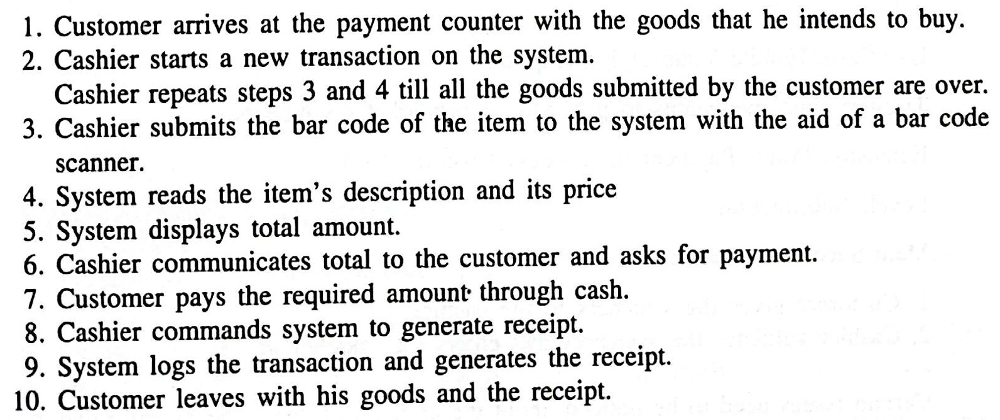 1. Customer arrives at the payment counter with the goods that he intends to buy.
2. Cashier starts a new transaction on the system.
Cashier repeats steps 3 and 4 till all the goods submitted by the customer are over.
3. Cashier submits the bar code of the item to the system with the aid of a bar code
scanner.
4. System reads the item's description and its price
5. System displays total amount.
6. Cashier communicates total to the customer and asks for payment.
7. Customer pays the required amount through cash.
8. Cashier commands system to generate receipt.
9. System logs the transaction and generates the receipt.
10. Customer leaves with his goods and the receipt.